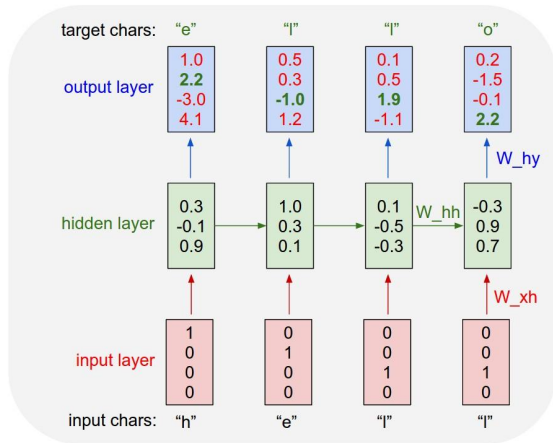 target chars: "e" "l" "l" "o"
output layer
1.0 0.5 0.1 0.2
2.2 0.3 0.5 -1.5
-3.0 -1.0 1.9 -0.1
4.1 1.2 -1.1 2.2
W_hy
hidden layer
0.3 1.0 0.1 -0.3
-0.1 0.3 -0.5 0.9
0.9 0.1 -0.3 0.7
W_hh
W_xh
input layer
1 0 0 0
0 1 0 0
0 0 1 1
0 0 0 0
input chars: "h" "e" "l" "l"